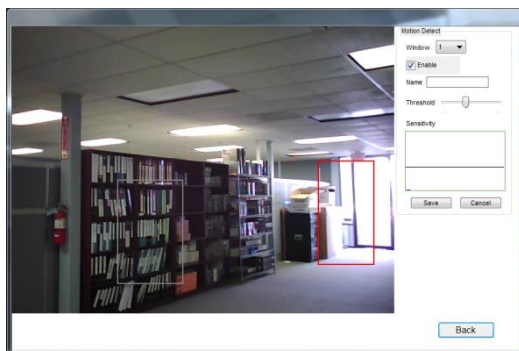 Motion Detect
Window 1
Enable
Name
Threshold
Sensitivity
Save Cancel
Back